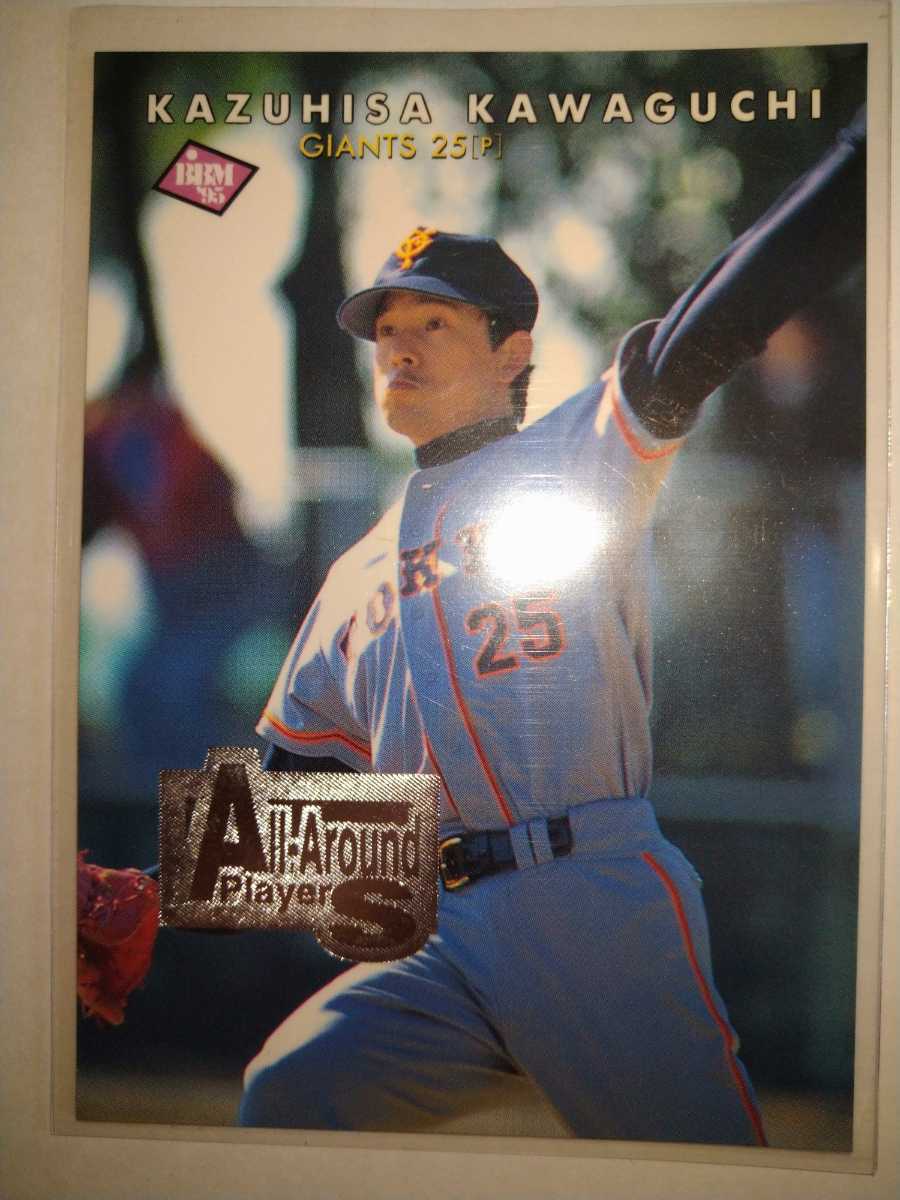 KAZUHISA KAWAGUCHI
GIANTS 25[P]
BBM
'95
25
All-Around
Players